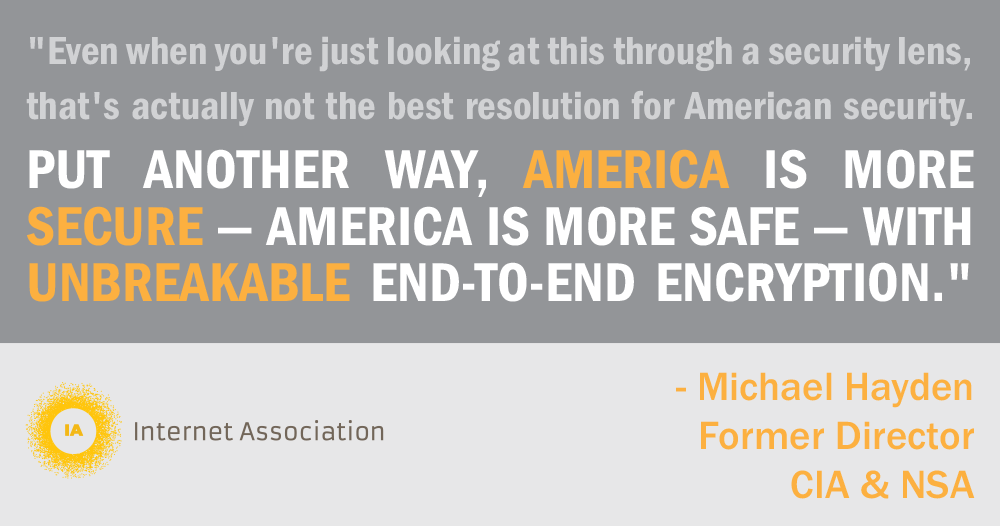 "Even when you're just looking at this through a security lens,
that's actually not the best resolution for American security.
PUT ANOTHER WAY, AMERICA IS MORE
SECURE — AMERICA IS MORE SAFE — WITH
UNBREAKABLE END-TO-END ENCRYPTION."
- Michael Hayden
Former Director
CIA & NSA
IA
Internet Association